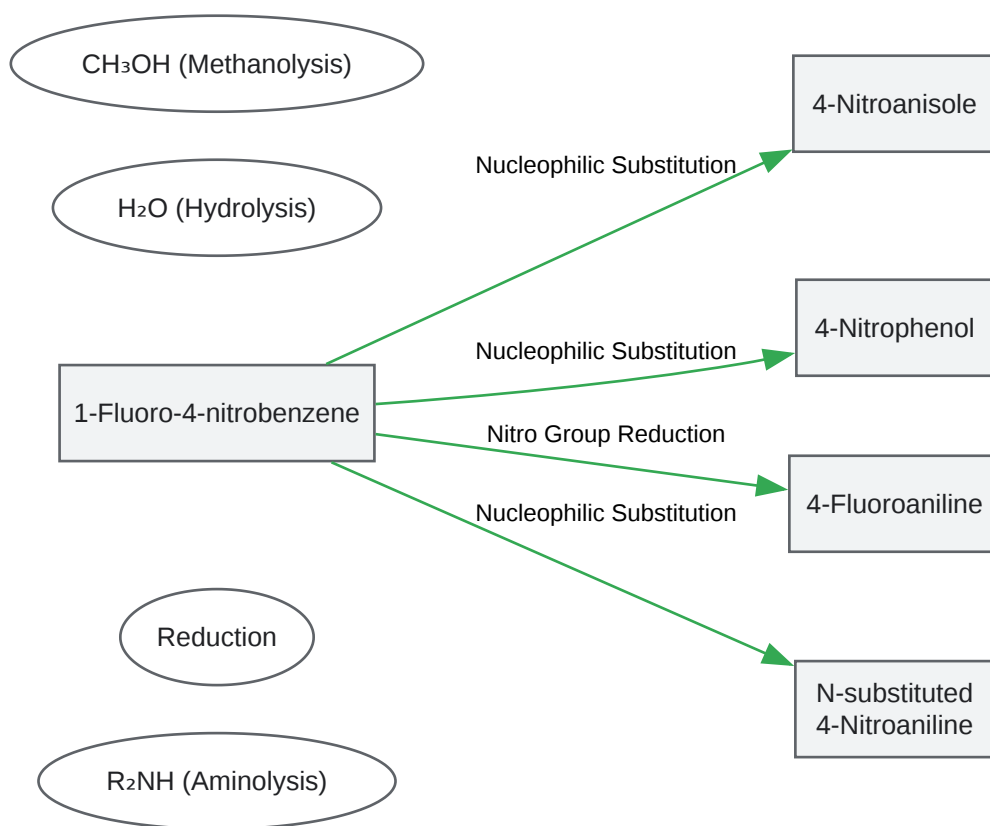 CH₃OH (Methanolysis)
4-Nitroanisole
Nucleophilic Substitution
H₂O (Hydrolysis)
4-Nitrophenol
Nucleophilic Substitution
1-Fluoro-4-nitrobenzene
Nitro Group Reduction
4-Fluoroaniline
Nucleophilic Substitution
Reduction
N-substituted
4-Nitroaniline
R₂NH (Aminolysis)